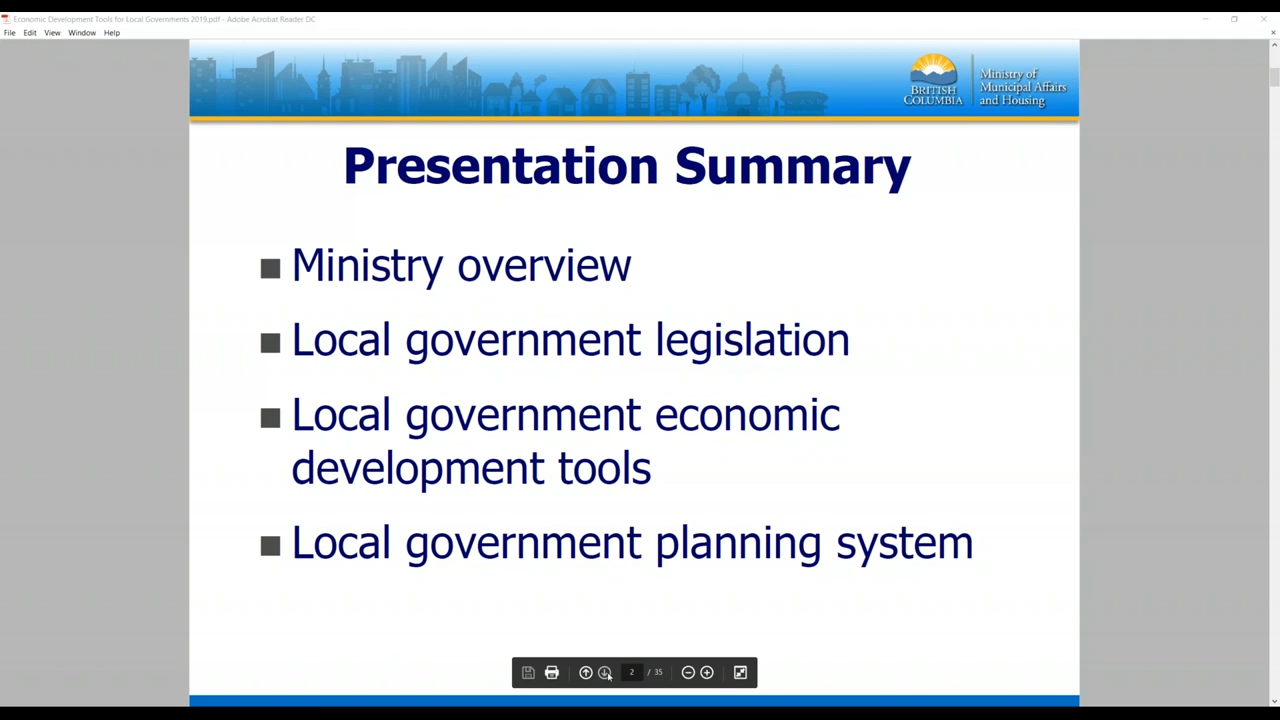 Economic Development Tools for Local Governments 2019.pdf - Adobe Acrobat Reader DC
File Edit View Window Help
BRITISH
COLUMBIA
Ministry of
Municipal Affairs
and Housing
Presentation Summary
Ministry overview
Local government legislation
Local government economic
development tools
Local government planning system
2 / 35